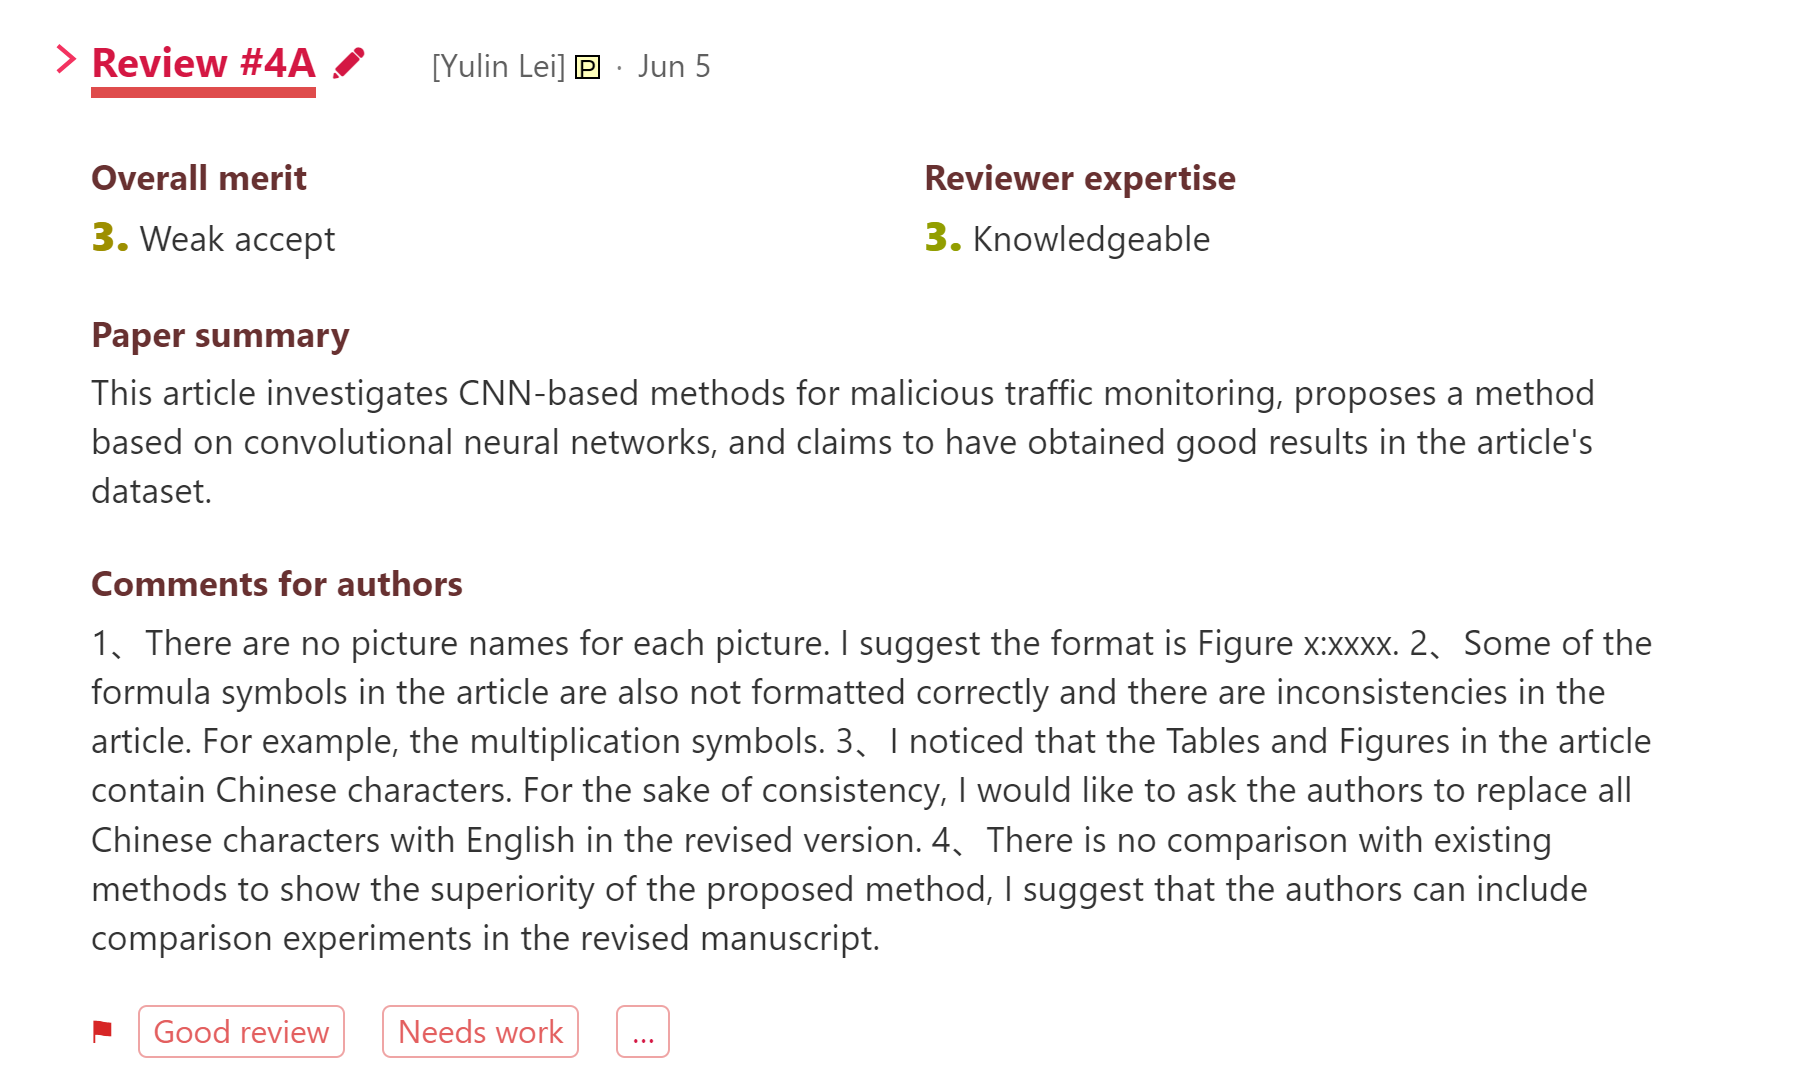 Review #4A [Yulin Lei] P · Jun 5
Overall merit Reviewer expertise
3. Weak accept 3. Knowledgeable
Paper summary
This article investigates CNN-based methods for malicious traffic monitoring, proposes a method
based on convolutional neural networks, and claims to have obtained good results in the article's
dataset.
Comments for authors
1、There are no picture names for each picture. I suggest the format is Figure x:xxxx. 2、Some of the
formula symbols in the article are also not formatted correctly and there are inconsistencies in the
article. For example, the multiplication symbols. 3、I noticed that the Tables and Figures in the article
contain Chinese characters. For the sake of consistency, I would like to ask the authors to replace all
Chinese characters with English in the revised version. 4、There is no comparison with existing
methods to show the superiority of the proposed method, I suggest that the authors can include
comparison experiments in the revised manuscript.
Good review Needs work ...